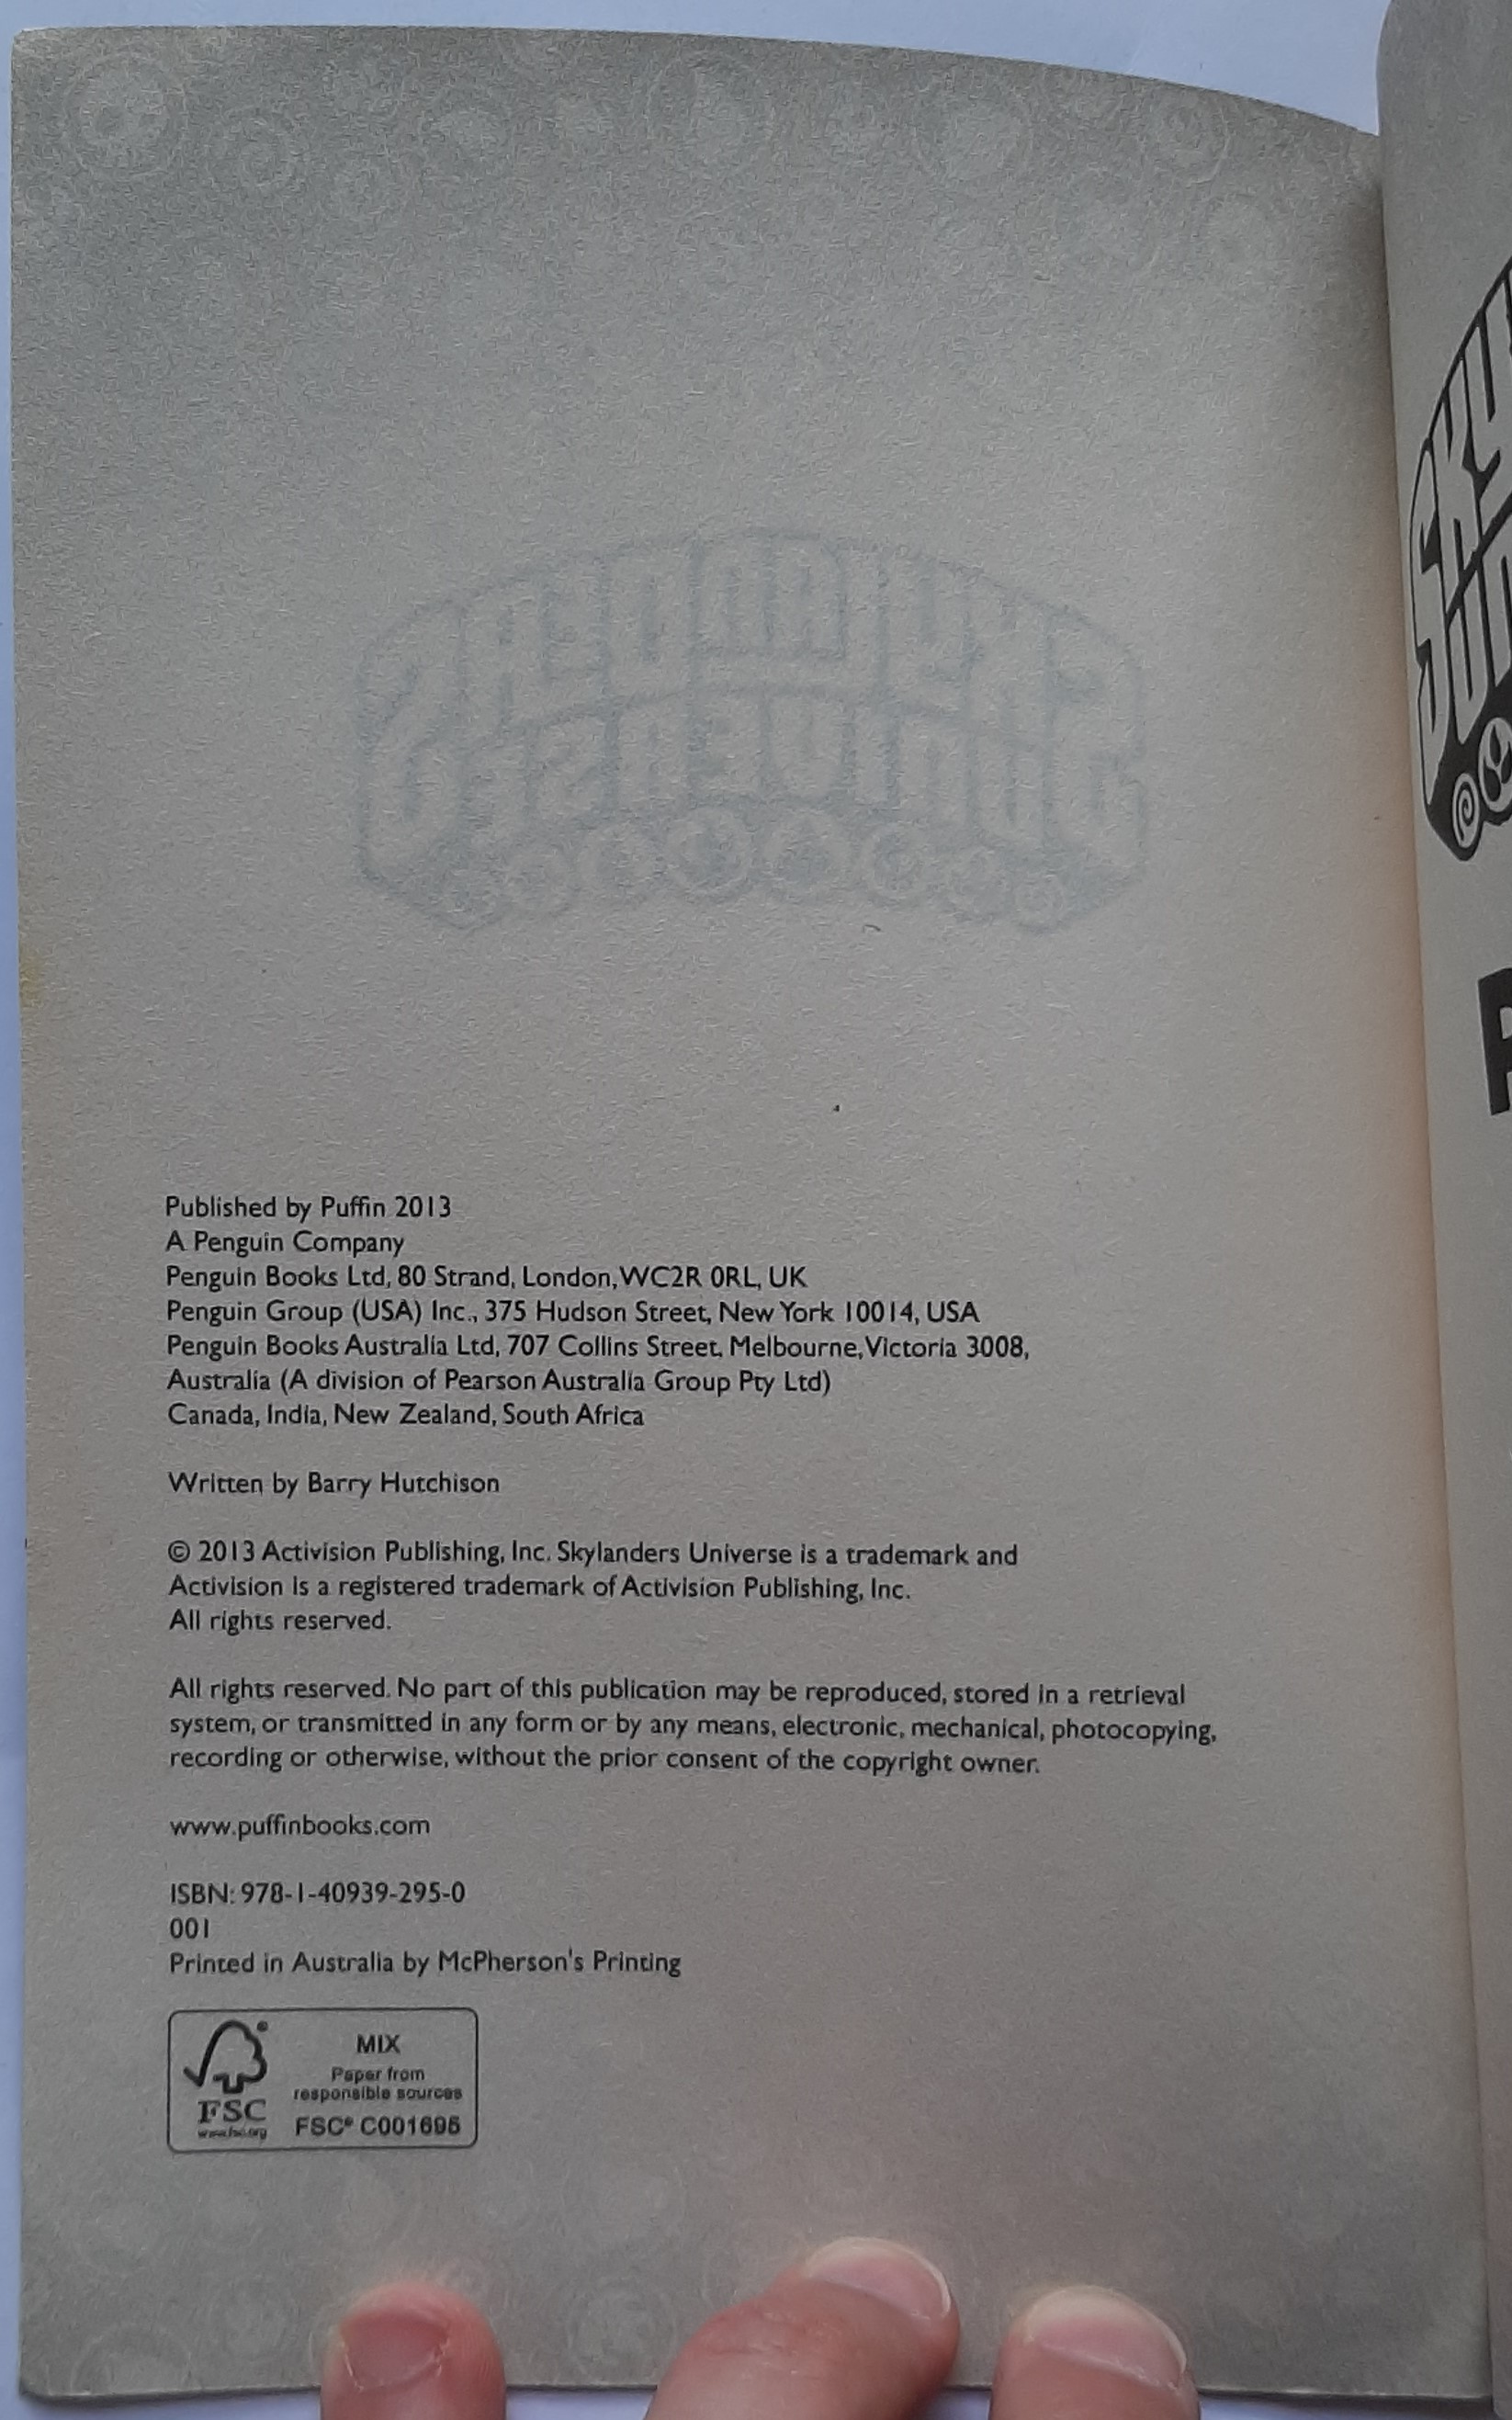 Published by Puffin 2013
A Penguin Company
Penguin Books Ltd, 80 Strand, London, WC2R 0RL, UK
Penguin Group (USA) Inc., 375 Hudson Street, New York 10014, USA
Penguin Books Australia Ltd, 707 Collins Street, Melbourne, Victoria 3008,
Australia (A division of Pearson Australia Group Pty Ltd)
Canada, India, New Zealand, South Africa
Written by Barry Hutchison
© 2013 Activision Publishing, Inc. Skylanders Universe is a trademark and
Activision is a registered trademark of Activision Publishing, Inc.
All rights reserved.
All rights reserved. No part of this publication may be reproduced, stored in a retrieval
system, or transmitted in any form or by any means, electronic, mechanical, photocopying,
recording or otherwise, without the prior consent of the copyright owner.
www.puffinbooks.com
ISBN: 978-1-40939-295-0
001
Printed in Australia by McPherson's Printing
FSC
www.fsc.org
MIX
Paper from
responsible sources
FSC® C001695